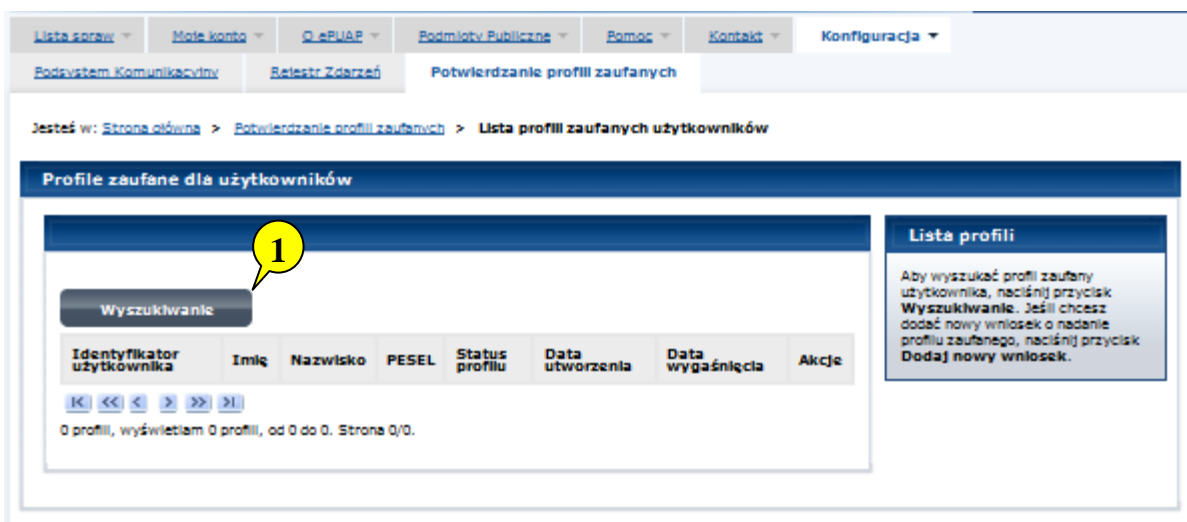 Lista spraw Moje konto O ePUAP Podmioty Publiczne Pomoc Kontakt Konfiguracja
Podsystem Komunikacyjny Rejestr Zdarzeń Potwierdzanie profili zaufanych
Jesteś w: Strona główna > Potwierdzanie profili zaufanych > Lista profili zaufanych użytkowników
Profile zaufane dla użytkowników
1
Wyszukiwanie
Identyfikator użytkownika Imię Nazwisko PESEL Status profilu Data utworzenia Data wygaśnięcia Akcje
0 profili, wyświetlam 0 profili, od 0 do 0. Strona 0/0.
Lista profili
Aby wyszukać profil zaufany
użytkownika, naciśnij przycisk
Wyszukiwanie. Jeśli chcesz
dodać nowy wniosek o nadanie
profilu zaufanego, naciśnij przycisk
Dodaj nowy wniosek.